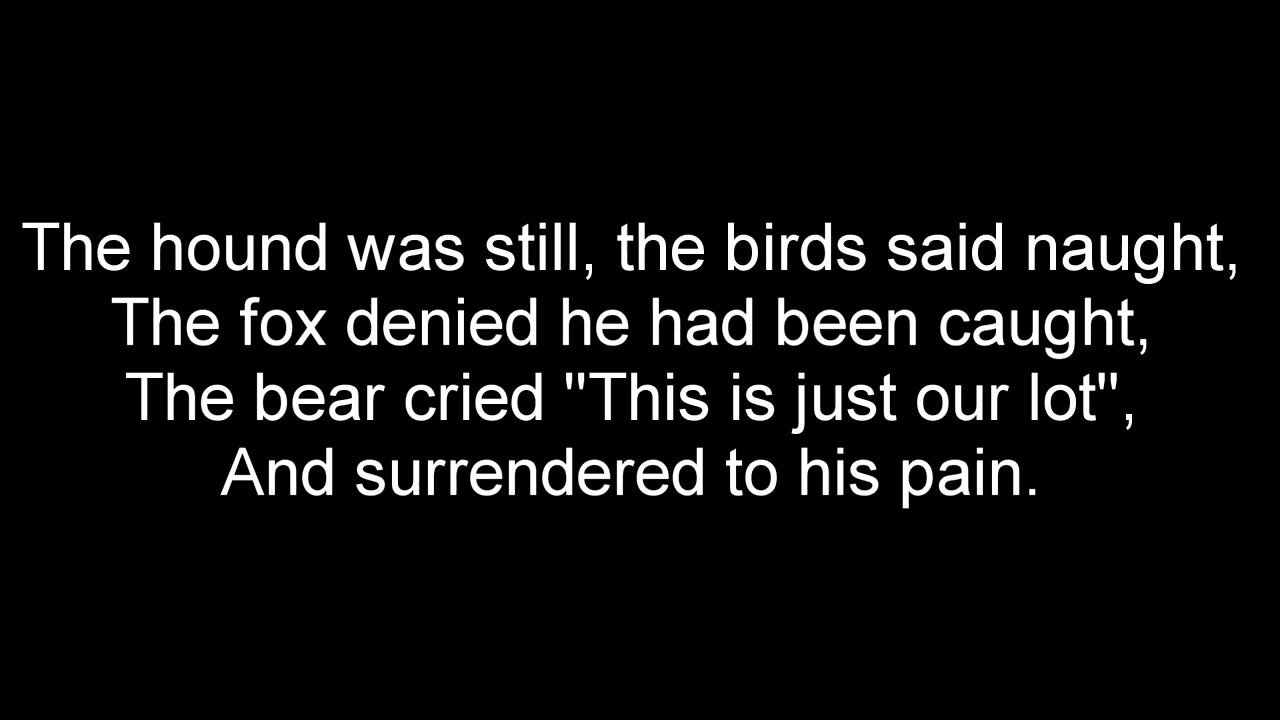 The hound was still, the birds said naught,
The fox denied he had been caught,
The bear cried "This is just our lot",
And surrendered to his pain.